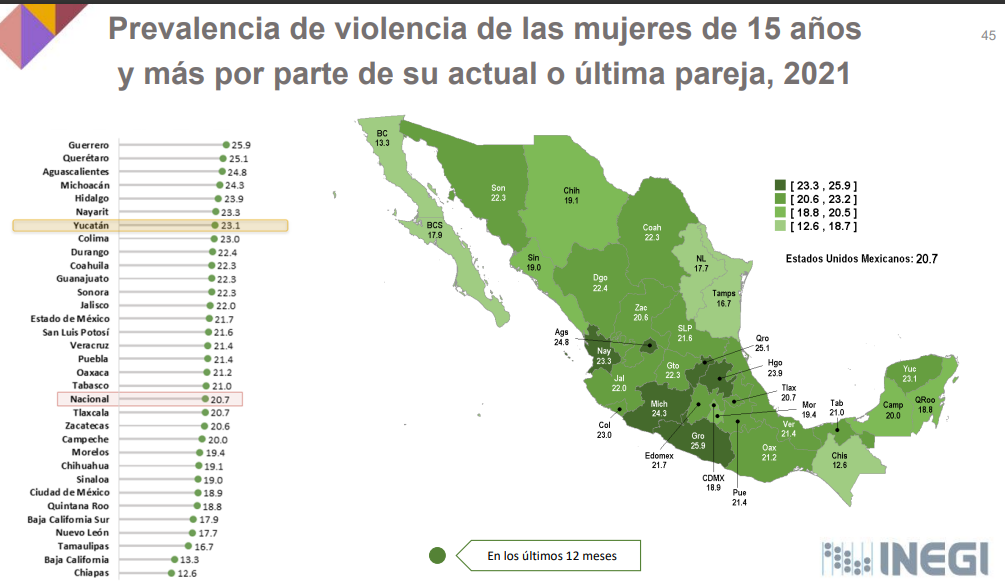 Prevalencia de violencia de las mujeres de 15 años
y más por parte de su actual o última pareja, 2021
45
Guerrero 25.9
Querétaro 25.1
Aguascalientes 24.8
Michoacán 24.3
Hidalgo 23.9
Nayarit 23.3
Yucatán 23.1
Colima 23.0
Durango 22.4
Coahuila 22.3
Guanajuato 22.3
Sonora 22.3
Jalisco 22.0
Estado de México 21.7
San Luis Potosí 21.6
Veracruz 21.4
Puebla 21.4
Oaxaca 21.2
Tabasco 21.0
Nacional 20.7
Tlaxcala 20.7
Zacatecas 20.6
Campeche 20.0
Morelos 19.4
Chihuahua 19.1
Sinaloa 19.0
Ciudad de México 18.9
Quintana Roo 18.8
Baja California Sur 17.9
Nuevo León 17.7
Tamaulipas 16.7
Baja California 13.3
Chiapas 12.6
BC
13.3
BCS
17.9
Son
22.3
Chih
19.1
Coah
22.3
NL
17.7
Tamps
16.7
Sin
19.0
Dgo
22.4
Zac
20.6
SLP
21.6
Ags
24.8
Nay
23.3
Jal
22.0
Gto
22.3
Qro
25.1
Hgo
23.9
Tlax
20.7
Mor
19.4
Mich
24.3
Col
23.0
Gro
25.9
Edomex
21.7
CDMX
18.9
Pue
21.4
Ver
21.4
Oax
21.2
Tab
21.0
Chis
12.6
Camp
20.0
Yuc
23.1
QRoo
18.8
[ 23.3 , 25.9 ]
[ 20.6 , 23.2 ]
[ 18.8 , 20.5 ]
[ 12.6 , 18.7 ]
Estados Unidos Mexicanos: 20.7
En los últimos 12 meses
INEGI